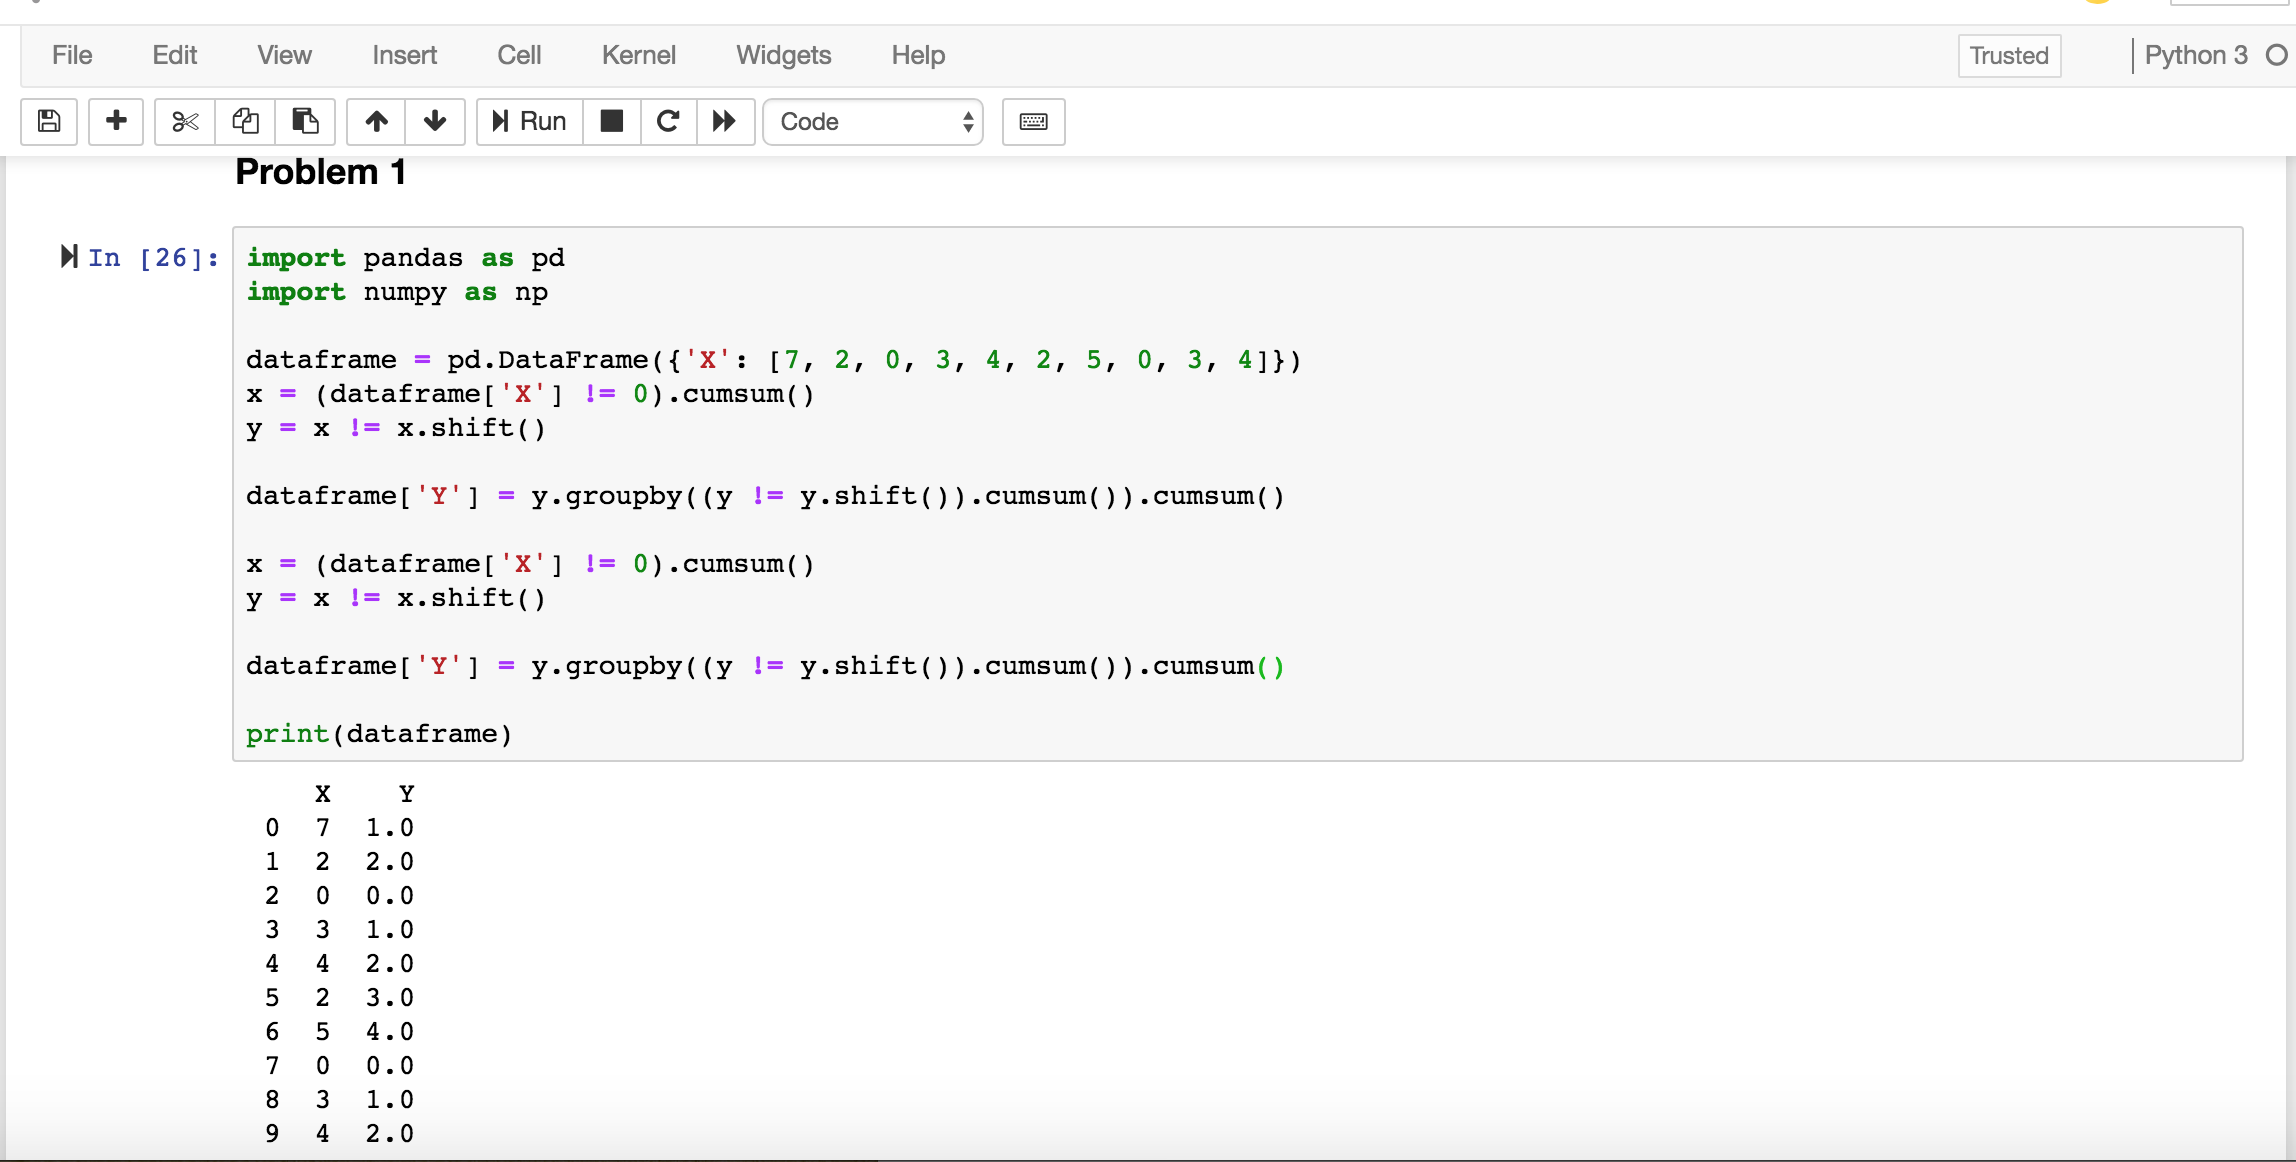 File Edit View Insert Cell Kernel Widgets Help Trusted Python 3
Run Code
Problem 1
In [26]:
import pandas as pd
import numpy as np
dataframe = pd.DataFrame({'X': [7, 2, 0, 3, 4, 2, 5, 0, 3, 4]})
x = (dataframe['X'] != 0).cumsum()
y = x != x.shift()
dataframe['Y'] = y.groupby((y != y.shift()).cumsum()).cumsum()
x = (dataframe['X'] != 0).cumsum()
y = x != x.shift()
dataframe['Y'] = y.groupby((y != y.shift()).cumsum()).cumsum()
print(dataframe)
X Y
0 7 1.0
1 2 2.0
2 0 0.0
3 3 1.0
4 4 2.0
5 2 3.0
6 5 4.0
7 0 0.0
8 3 1.0
9 4 2.0